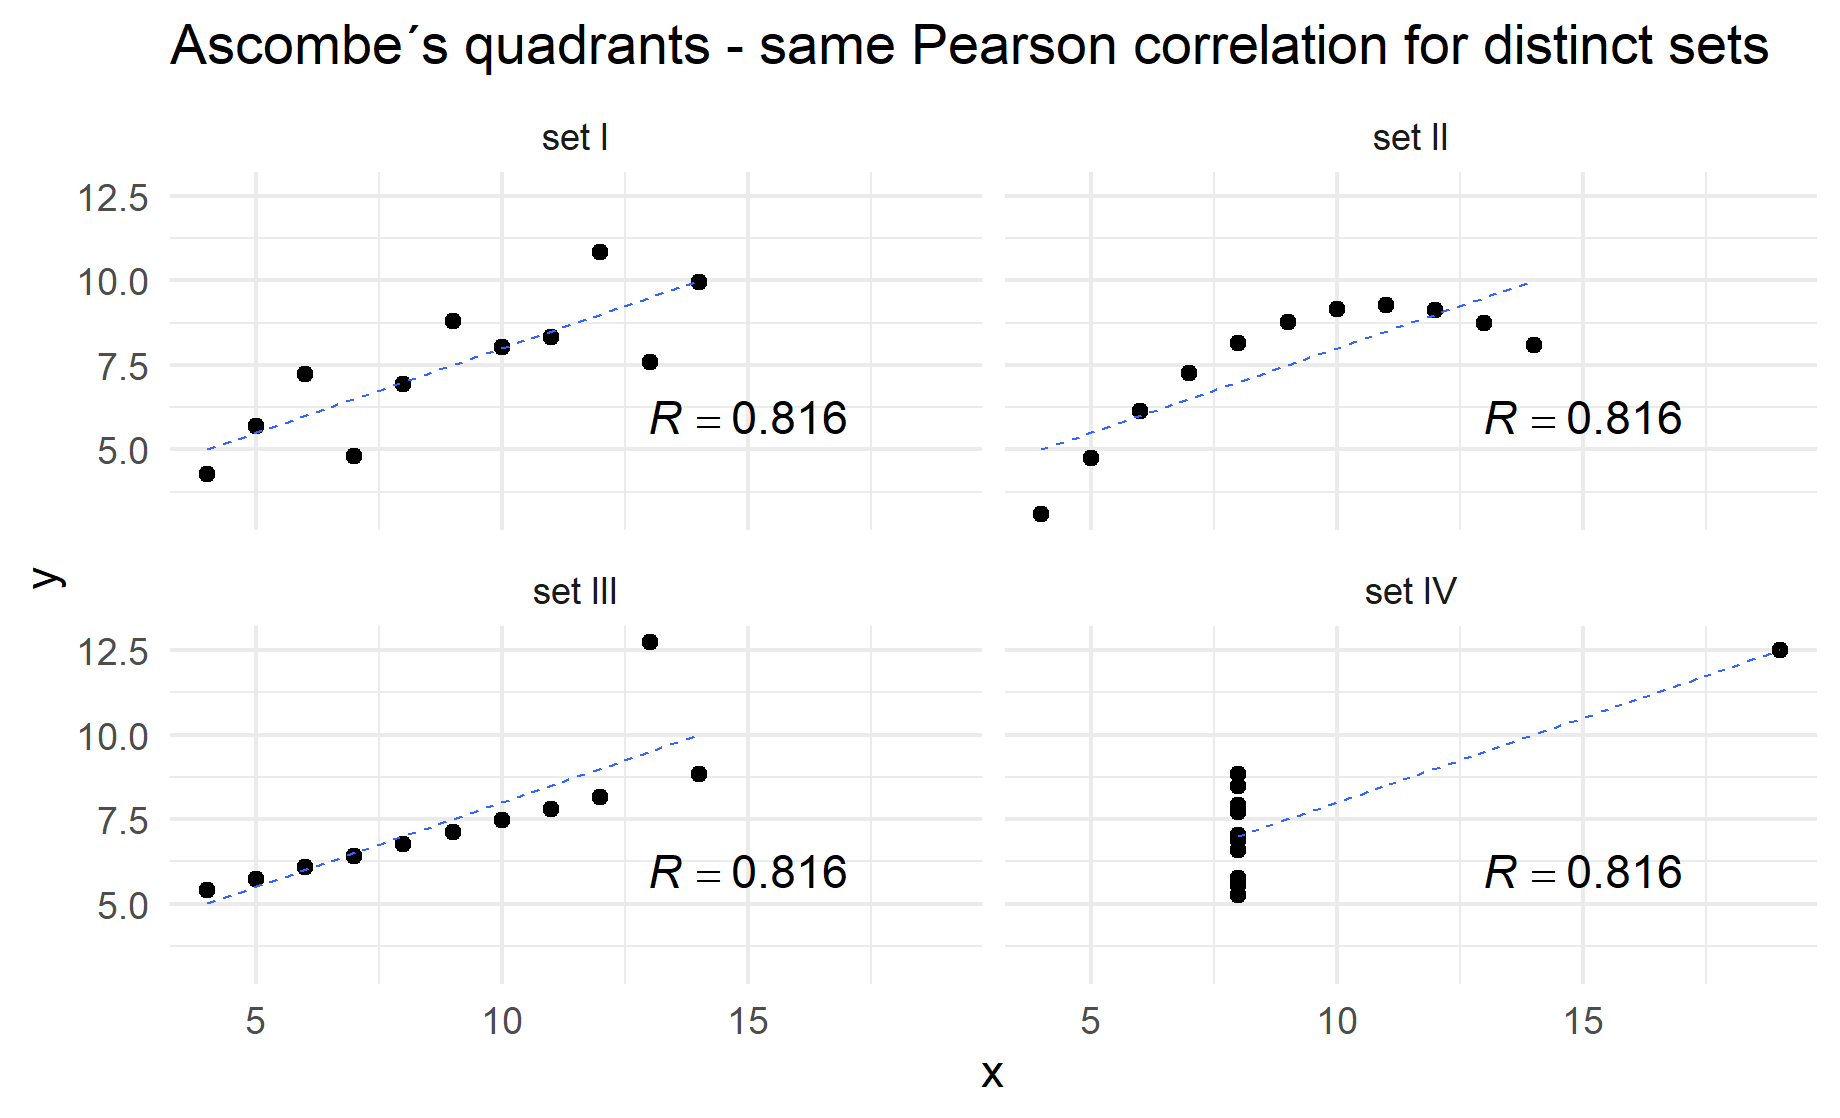 Ascombe´s quadrants - same Pearson correlation for distinct sets
set I
set II
12.5
10.0
7.5
5.0
R = 0.816
R = 0.816
y
set III
set IV
12.5
10.0
7.5
5.0
R = 0.816
R = 0.816
5 10 15
5 10 15
x